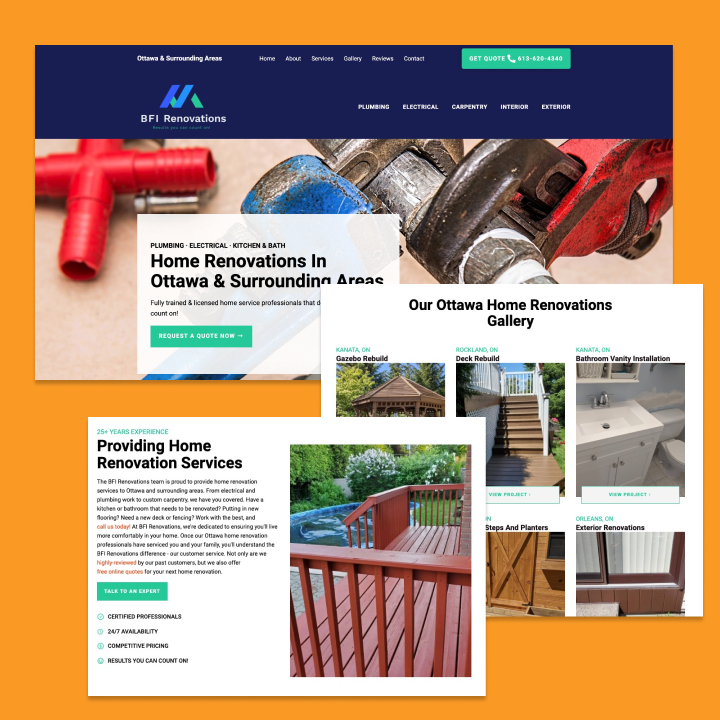 Ottawa & Surrounding Areas
Home About Services Gallery Reviews Contact
GET QUOTE 613-620-4340
BFI Renovations
Results you can count on!
PLUMBING ELECTRICAL CARPENTRY INTERIOR EXTERIOR
PLUMBING · ELECTRICAL · KITCHEN & BATH
Home Renovations In
Ottawa & Surrounding Areas
Fully trained & licensed home service professionals that
count on!
REQUEST A QUOTE NOW →
Our Ottawa Home Renovations
Gallery
KANATA, ON
Gazebo Rebuild
ROCKLAND, ON
Deck Rebuild
KANATA, ON
Bathroom Vanity Installation
VIEW PROJECT
VIEW PROJECT
Steps And Planters
ORLEANS, ON
Exterior Renovations
25+ YEARS EXPERIENCE
Providing Home
Renovation Services
The BFI Renovations team is proud to provide home renovation
services to Ottawa and surrounding areas. From electrical and
plumbing work to custom carpentry, we have you covered. Have a
kitchen or bathroom that needs to be renovated? Putting in new
flooring? Need a new deck or fencing? Work with the best, and
call us today! At BFI Renovations, we're dedicated to ensuring you'll live
more comfortably in your home. Once our Ottawa home renovation
professionals have serviced you and your family, you'll understand the
BFI Renovations difference - our customer service. Not only are we
highly-reviewed by our past customers, but we also offer
free online quotes for your next home renovation.
TALK TO AN EXPERT
CERTIFIED PROFESSIONALS
24/7 AVAILABILITY
COMPETITIVE PRICING
RESULTS YOU CAN COUNT ON!